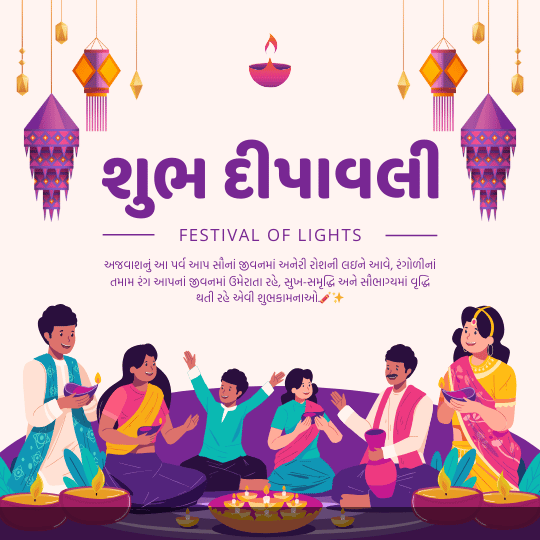 શુભ દીપાવલી
FESTIVAL OF LIGHTS
અજવાશનું આ પર્વ આપ સૌનાં જીવનમાં અનેરી રોશની લઇને આવે, રંગોળીનાં
તમામ રંગ આપનાં જીવનમાં ઉમેરાતા રહે, સુખ-સમૃદ્ધિ અને સૌભાગ્યમાં વૃદ્ધિ
થતી રહે એવી શુભકામનાઓ🧨✨